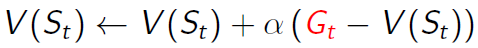 V(S_t) ← V(S_t) + α (G_t − V(S_t))